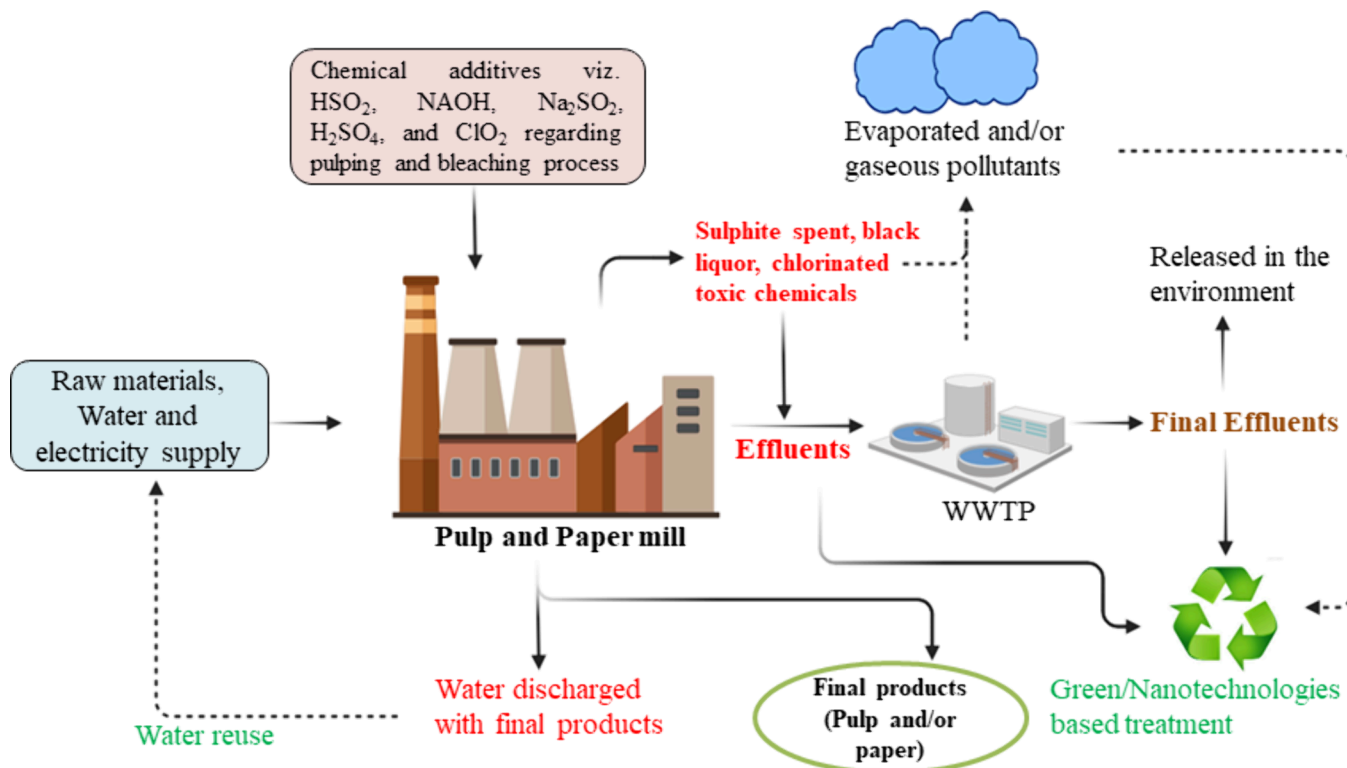 Chemical additives viz.
HSO₂, NAOH, Na₂SO₂,
H₂SO₄, and ClO₂ regarding
pulping and bleaching process
Evaporated and/or
gaseous pollutants
Sulphite spent, black
liquor, chlorinated
toxic chemicals
Released in the
environment
Raw materials,
Water and
electricity supply
Effluents
Final Effluents
WWTP
Pulp and Paper mill
Water discharged
with final products
Water reuse
Final products
(Pulp and/or
paper)
Green/Nanotechnologies
based treatment